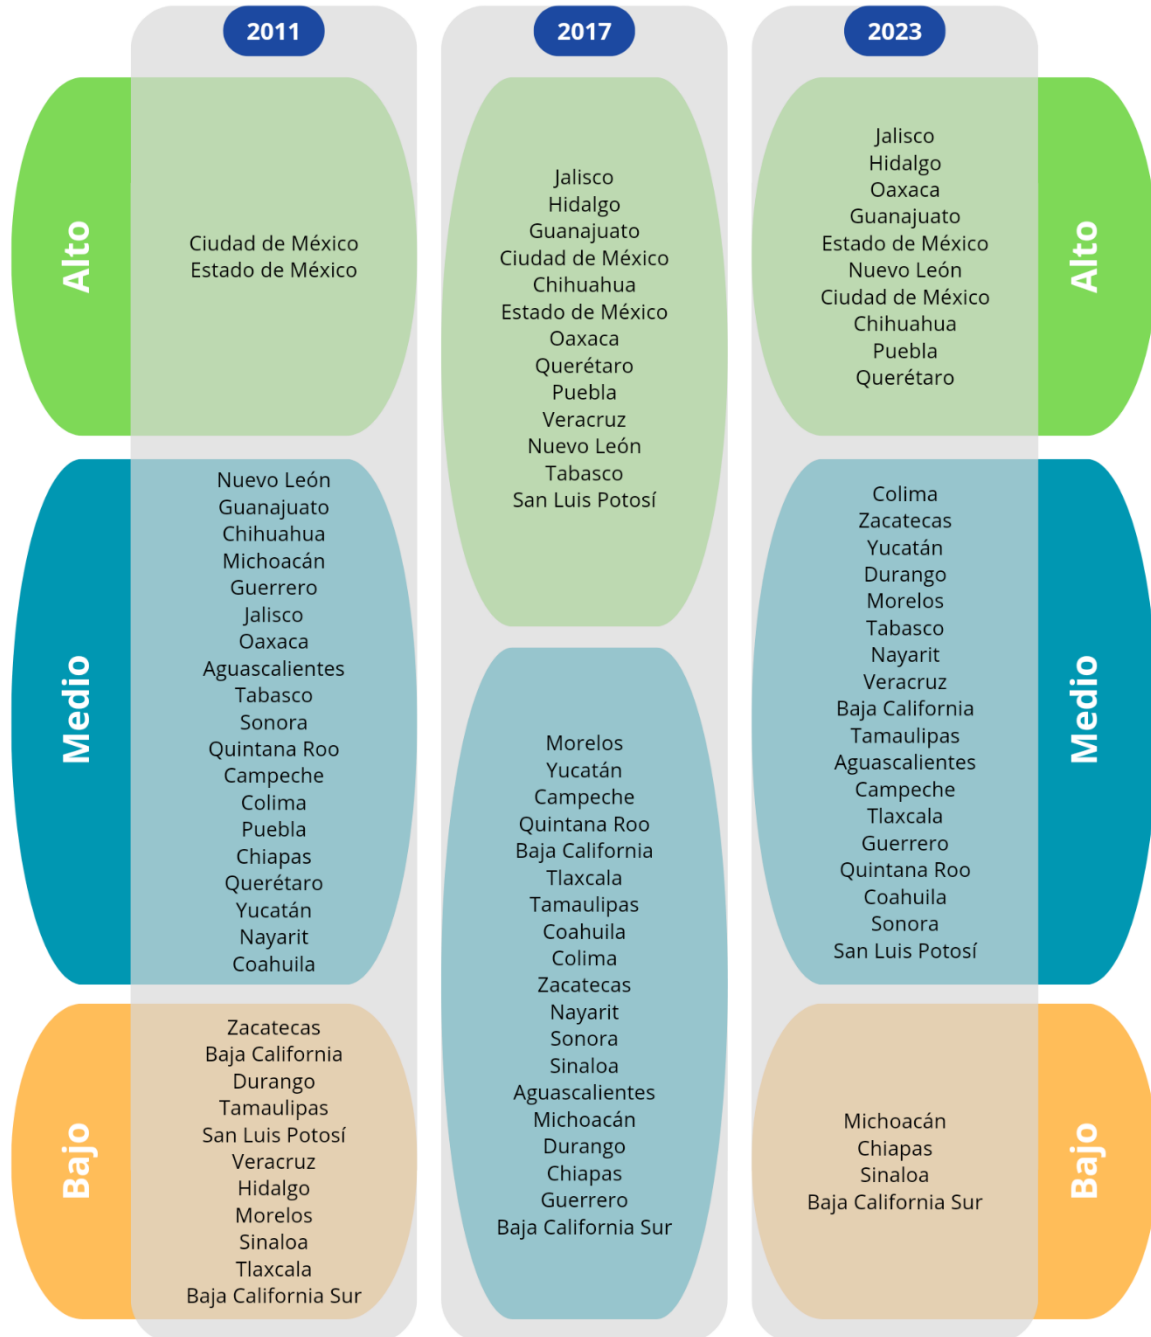 2011
2017
2023
Alto
Ciudad de México
Estado de México
Jalisco
Hidalgo
Guanajuato
Ciudad de México
Chihuahua
Estado de México
Oaxaca
Querétaro
Puebla
Veracruz
Nuevo León
Tabasco
San Luis Potosí
Jalisco
Hidalgo
Oaxaca
Guanajuato
Estado de México
Nuevo León
Ciudad de México
Chihuahua
Puebla
Querétaro
Alto
Medio
Nuevo León
Guanajuato
Chihuahua
Michoacán
Guerrero
Jalisco
Oaxaca
Aguascalientes
Tabasco
Sonora
Quintana Roo
Campeche
Colima
Puebla
Chiapas
Querétaro
Yucatán
Nayarit
Coahuila
Morelos
Yucatán
Campeche
Quintana Roo
Baja California
Tlaxcala
Tamaulipas
Coahuila
Colima
Zacatecas
Nayarit
Sonora
Sinaloa
Aguascalientes
Michoacán
Durango
Chiapas
Guerrero
Baja California Sur
Colima
Zacatecas
Yucatán
Durango
Morelos
Tabasco
Nayarit
Veracruz
Baja California
Tamaulipas
Aguascalientes
Campeche
Tlaxcala
Guerrero
Quintana Roo
Coahuila
Sonora
San Luis Potosí
Medio
Bajo
Zacatecas
Baja California
Durango
Tamaulipas
San Luis Potosí
Veracruz
Hidalgo
Morelos
Sinaloa
Tlaxcala
Baja California Sur
Michoacán
Chiapas
Sinaloa
Baja California Sur
Bajo